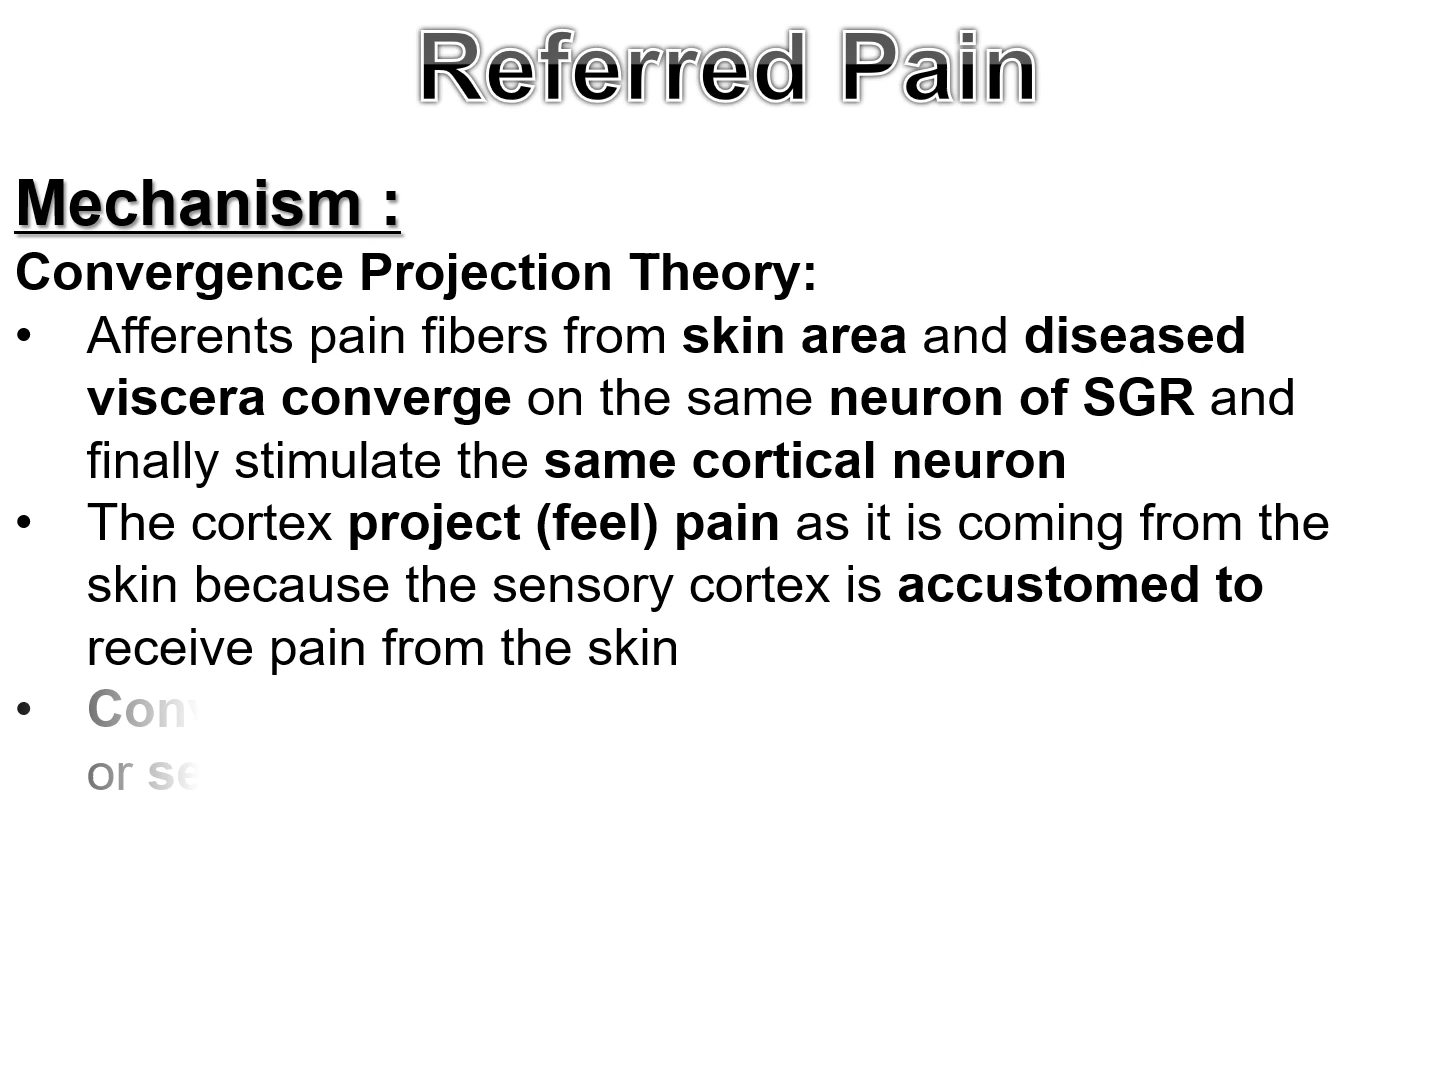 Referred Pain
Mechanism :
Convergence Projection Theory:
• Afferents pain fibers from skin area and diseased
viscera converge on the same neuron of SGR and
finally stimulate the same cortical neuron
• The cortex project (feel) pain as it is coming from the
skin because the sensory cortex is accustomed to
receive pain from the skin
•
or